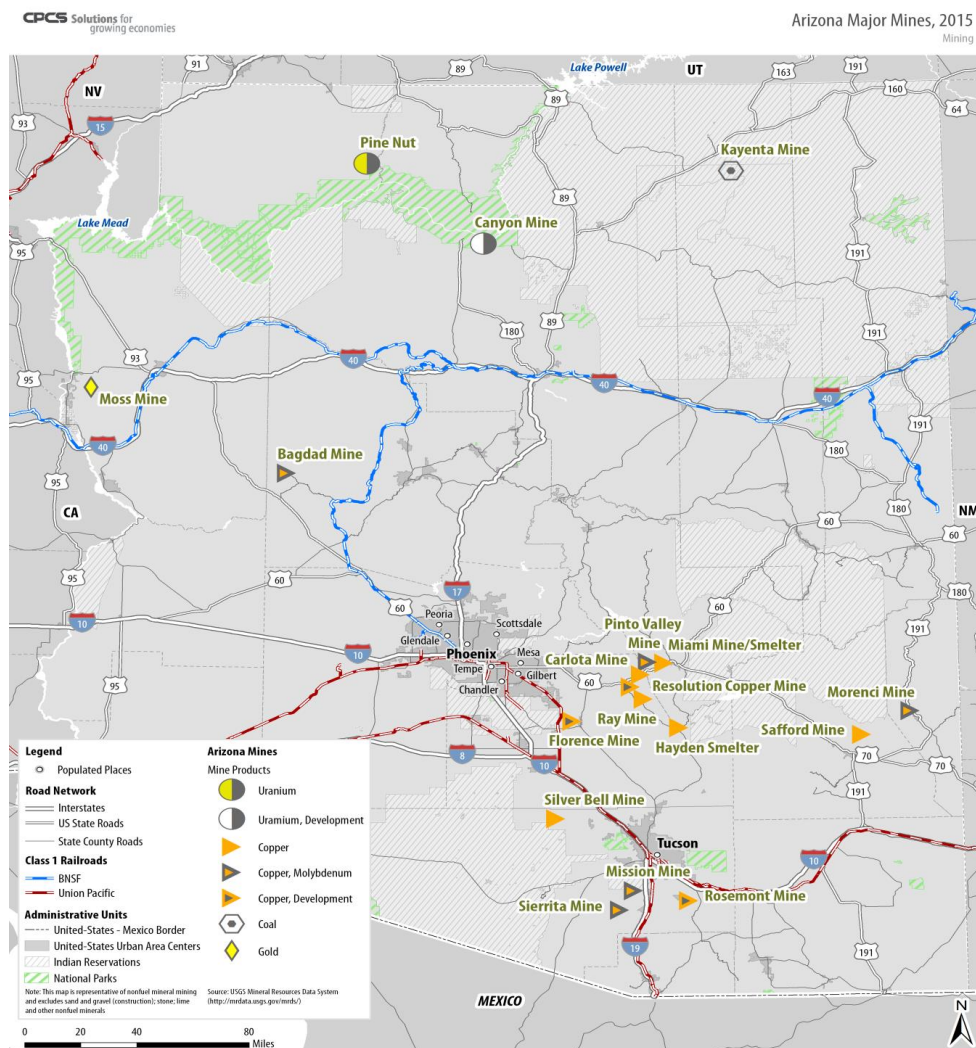 CPCS Solutions for
growing economies
Arizona Major Mines, 2015
Mining
Lake Powell
UT
NV
91
89
163
191
93
15
89
89
160
64
Pine Nut
Kayenta Mine
Lake Mead
Canyon Mine
89
191
95
191
180
89
93
191
40
40
95
40
Moss Mine
40
191
180
Bagdad Mine
95
180
CA
NM
60
60
95
60
17
180
60
191
60
10
Peoria
Scottsdale
Glendale
Phoenix
Mesa
Tempe
Gilbert
Chandler
10
Pinto Valley
Mine
Miami Mine/Smelter
Carlota Mine
95
60
Resolution Copper Mine
Morenci Mine
Ray Mine
Florence Mine
Hayden Smelter
Safford Mine
8
10
70
70
191
Silver Bell Mine
Tucson
10
Mission Mine
Sierrita Mine
Rosemont Mine
19
191
MEXICO
Legend
Populated Places
Road Network
Interstates
US State Roads
State County Roads
Class 1 Railroads
BNSF
Union Pacific
Administrative Units
United-States - Mexico Border
United-States Urban Area Centers
Indian Reservations
National Parks
Note: This map is representative of nonfuel mineral mining
and excludes sand and gravel (construction); stone; lime
and other nonfuel minerals
Arizona Mines
Mine Products
Uranium
Uramium, Development
Copper
Copper, Molybdenum
Copper, Development
Coal
Gold
Source: USGS Mineral Resources Data System
(http://mrdata.usgs.gov/mrds/)
0 20 40 80
Miles
N